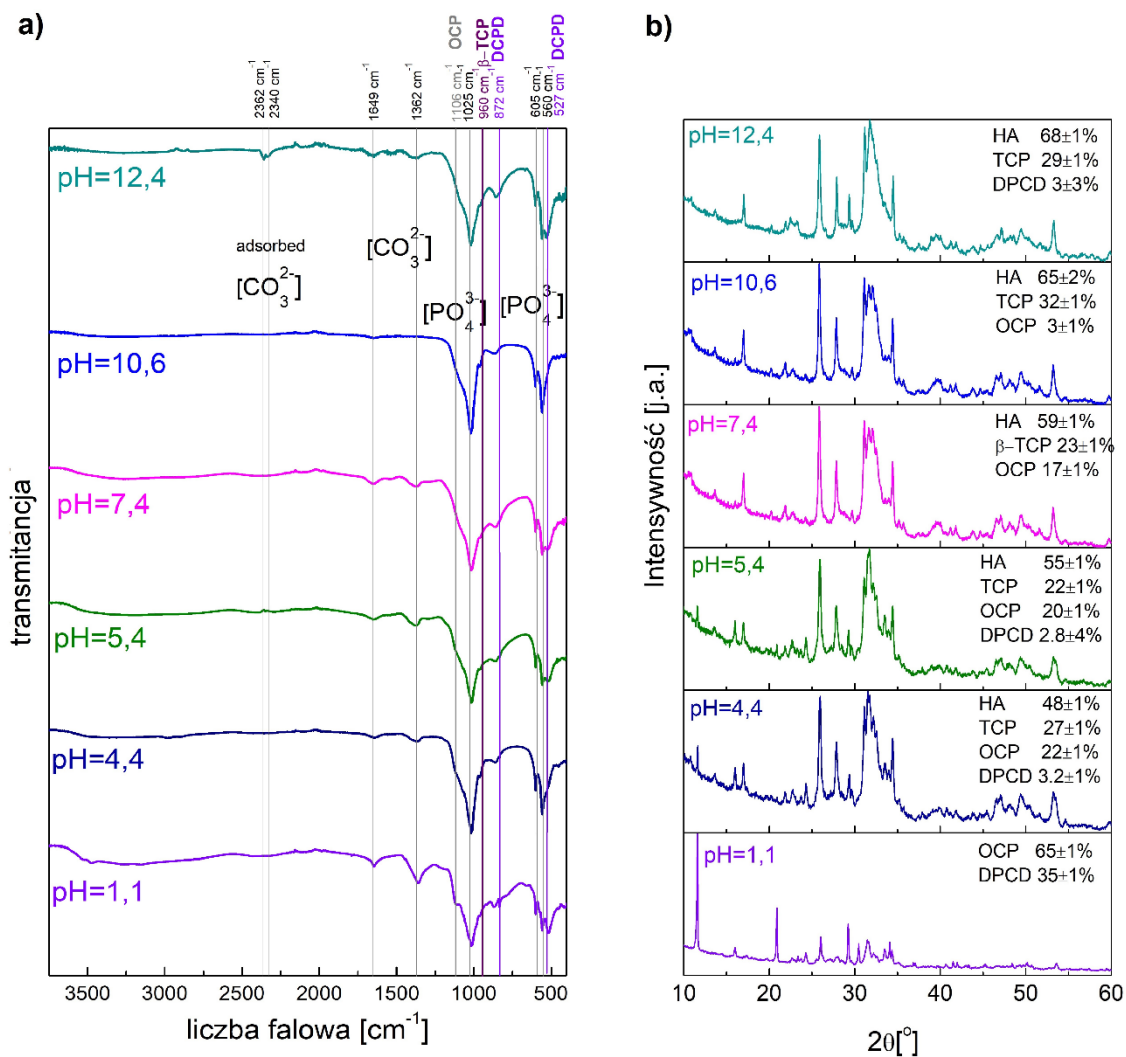 a)
OCP
β–TCP
DCPD
DCPD
2362 cm⁻¹
2340 cm⁻¹
1649 cm⁻¹
1362 cm⁻¹
1106 cm⁻¹
1025 cm⁻¹
960 cm⁻¹
872 cm⁻¹
605 cm⁻¹
560 cm⁻¹
527 cm⁻¹
pH=12,4
adsorbed
[CO₃²⁻]
[CO₃²⁻]
[PO₄³⁻]
[PO₄³⁻]
pH=10,6
pH=7,4
pH=5,4
pH=4,4
pH=1,1
transmitancja
3500 3000 2500 2000 1500 1000 500
liczba falowa [cm⁻¹]
b)
pH=12,4
HA 68±1%
TCP 29±1%
DPCD 3±3%
pH=10,6
HA 65±2%
TCP 32±1%
OCP 3±1%
pH=7,4
HA 59±1%
β–TCP 23±1%
OCP 17±1%
pH=5,4
HA 55±1%
TCP 22±1%
OCP 20±1%
DPCD 2.8±4%
pH=4,4
HA 48±1%
TCP 27±1%
OCP 22±1%
DPCD 3.2±1%
pH=1,1
OCP 65±1%
DPCD 35±1%
Intensywność [j.a.]
10 20 30 40 50 60
2θ[°]